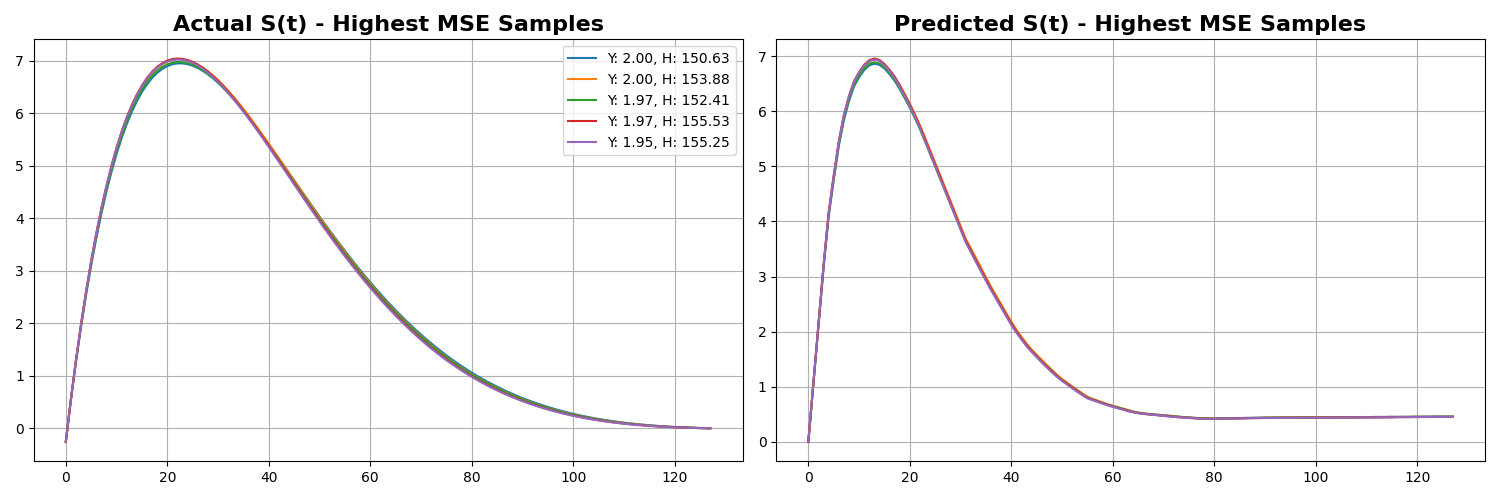 Actual S(t) - Highest MSE Samples
7
6
5
4
3
2
1
0
0 20 40 60 80 100 120
Y: 2.00, H: 150.63
Y: 2.00, H: 153.88
Y: 1.97, H: 152.41
Y: 1.97, H: 155.53
Y: 1.95, H: 155.25
Predicted S(t) - Highest MSE Samples
7
6
5
4
3
2
1
0
0 20 40 60 80 100 120